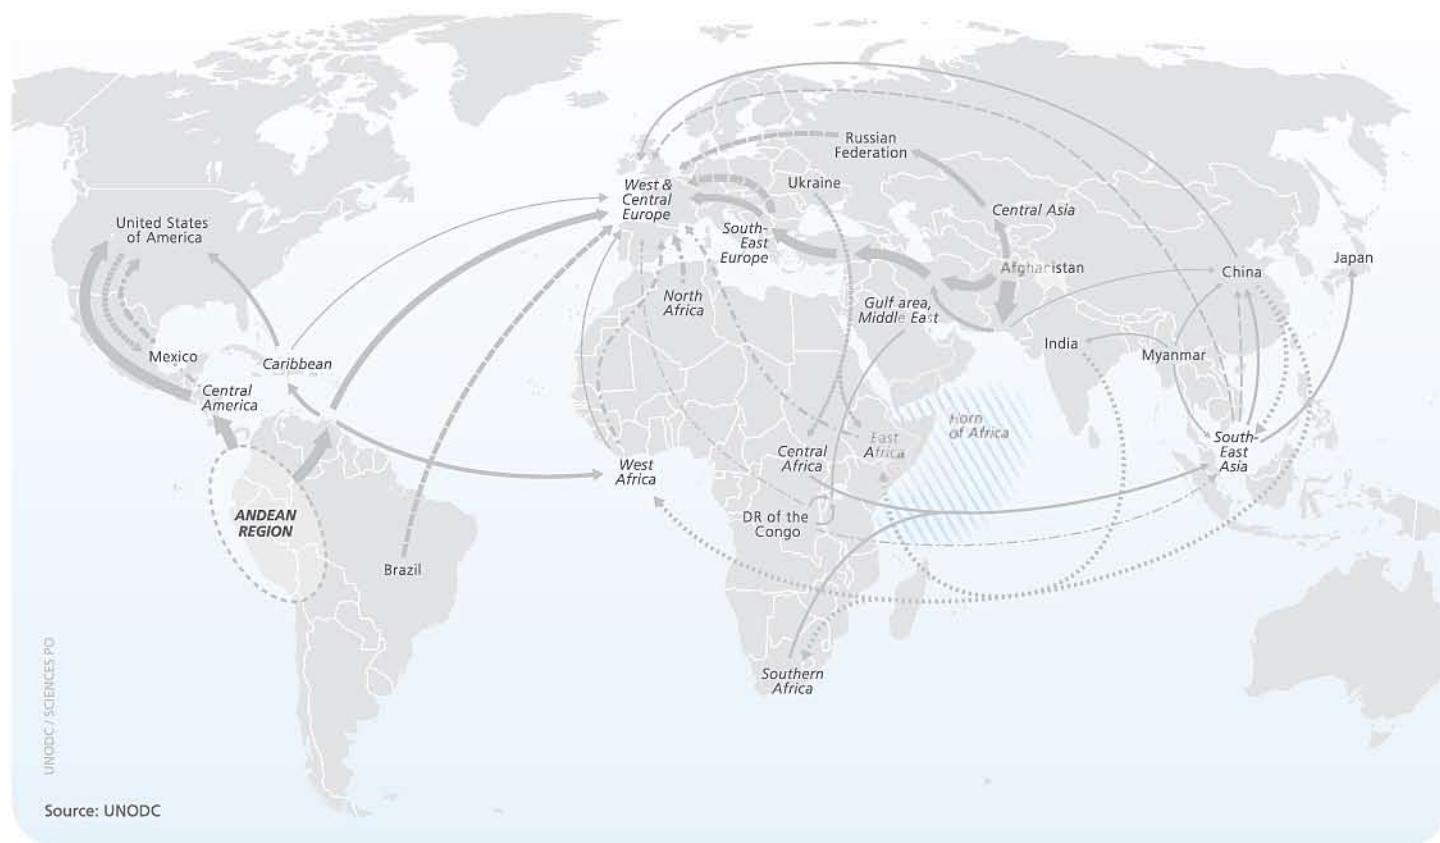 Russian
Federation
West &
Central
Europe
Ukraine
United States
of America
Central Asia
South-
East
Europe
Japan
Afghanistan
China
North
Africa
Gulf area,
Middle East
India
Myanmar
Mexico
Caribbean
Central
America
Horn
of Africa
East
Africa
South-
East
Asia
Central
Africa
West
Africa
ANDEAN
REGION
DR of the
Congo
Brazil
Southern
Africa
UNODC / SCIENCES PO
Source: UNODC